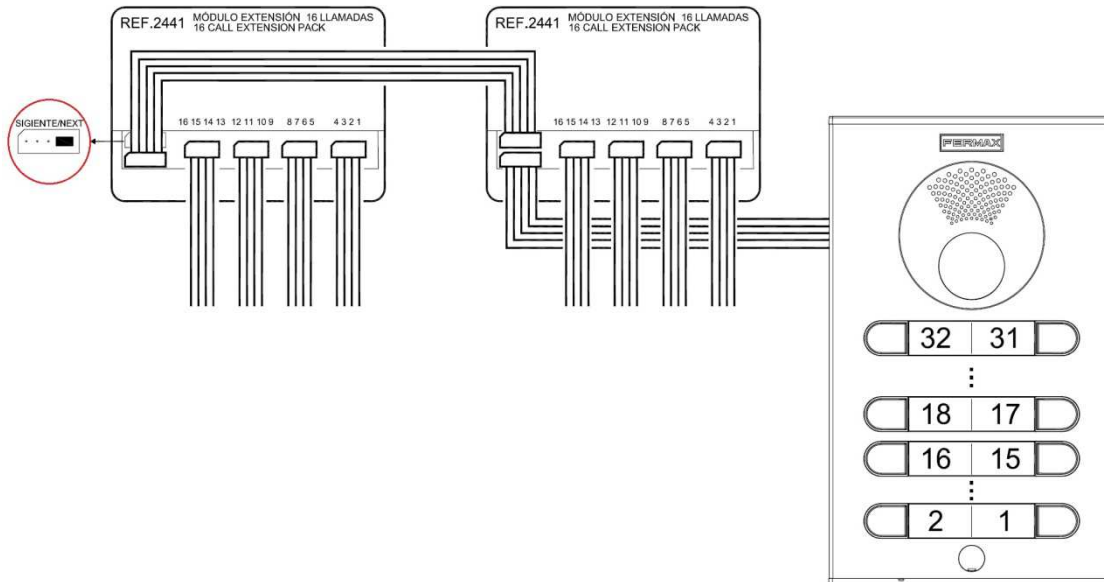 REF.2441 MÓDULO EXTENSIÓN 16 LLAMADAS
16 CALL EXTENSION PACK
SIGIENTE/NEXT
16 15 14 13 12 11 10 9 8 7 6 5 4 3 2 1
REF.2441 MÓDULO EXTENSIÓN 16 LLAMADAS
16 CALL EXTENSION PACK
16 15 14 13 12 11 10 9 8 7 6 5 4 3 2 1
FERMAX
32 31
18 17
16 15
2 1